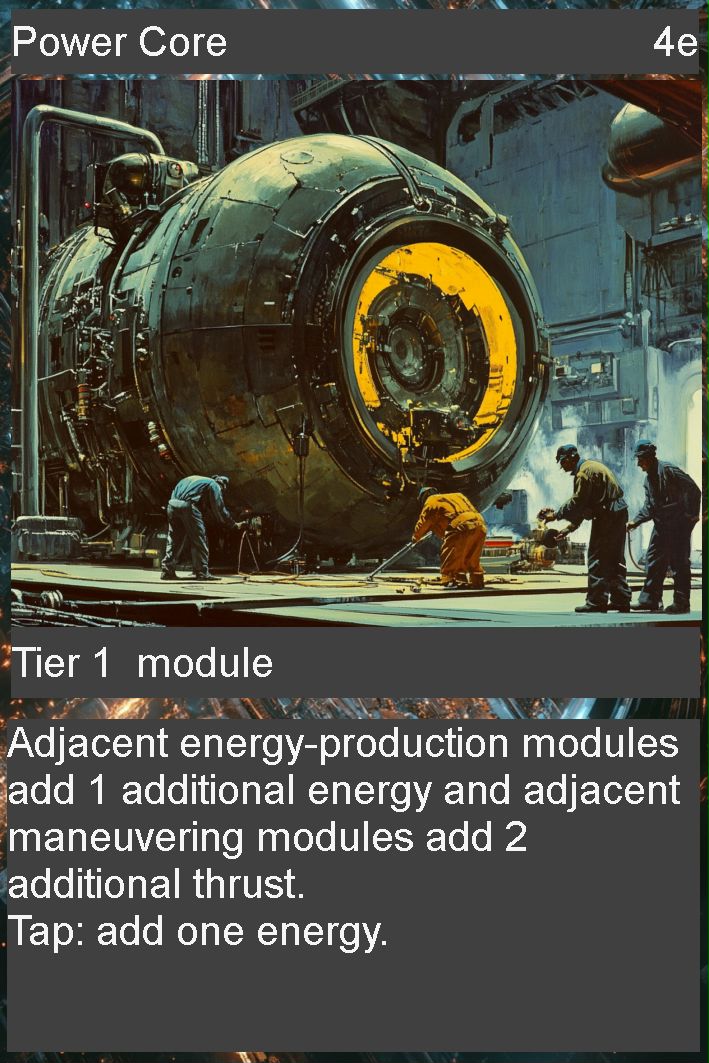 Power Core 4e
Tier 1  module
Adjacent energy-production modules
add 1 additional energy and adjacent
maneuvering modules add 2
additional thrust.
Tap: add one energy.